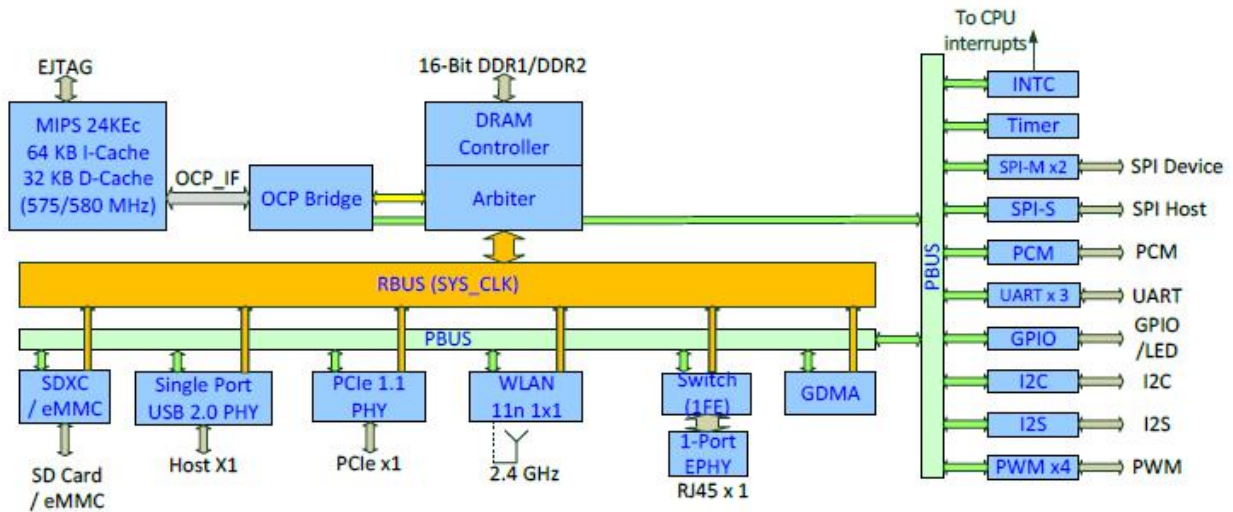 To CPU
interrupts
EJTAG
16-Bit DDR1/DDR2
MIPS 24KEc
64 KB I-Cache
32 KB D-Cache
(575/580 MHz)
OCP_IF
OCP Bridge
DRAM
Controller
Arbiter
RBUS (SYS_CLK)
PBUS
SDXC
/ eMMC
Single Port
USB 2.0 PHY
PCIe 1.1
PHY
WLAN
11n 1x1
Switch
(1FE)
GDMA
1-Port
EPHY
SD Card
/ eMMC
Host X1
PCIe x1
2.4 GHz
RJ45 x 1
PBUS
INTC
Timer
SPI-M x2
SPI Device
SPI-S
SPI Host
PCM
PCM
UART x 3
UART
GPIO
GPIO
/LED
I2C
I2C
I2S
I2S
PWM x4
PWM